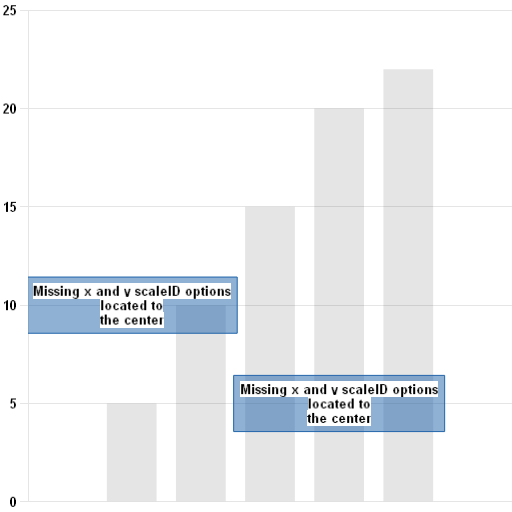 25
20
15
Missing x and y scaleID options
located to
the center
10
Missing x and y scaleID options
located to
the center
5
0